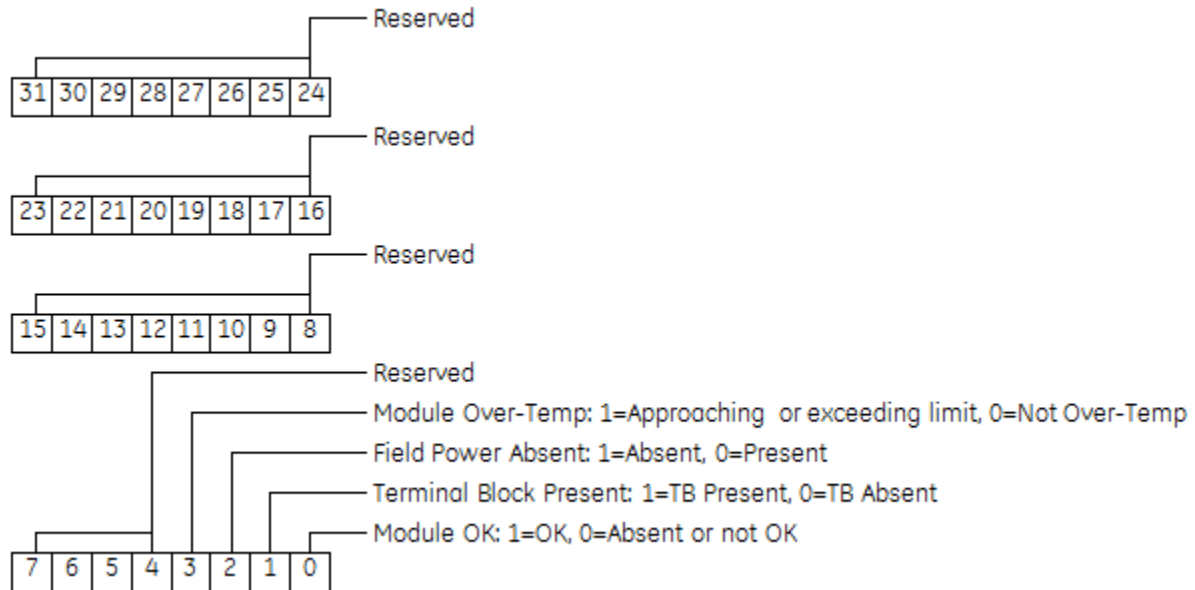 Reserved
31 30 29 28 27 26 25 24
Reserved
23 22 21 20 19 18 17 16
Reserved
15 14 13 12 11 10 9 8
Reserved
Module Over-Temp: 1=Approaching or exceeding limit, 0=Not Over-Temp
Field Power Absent: 1=Absent, 0=Present
Terminal Block Present: 1=TB Present, 0=TB Absent
Module OK: 1=OK, 0=Absent or not OK
7 6 5 4 3 2 1 0